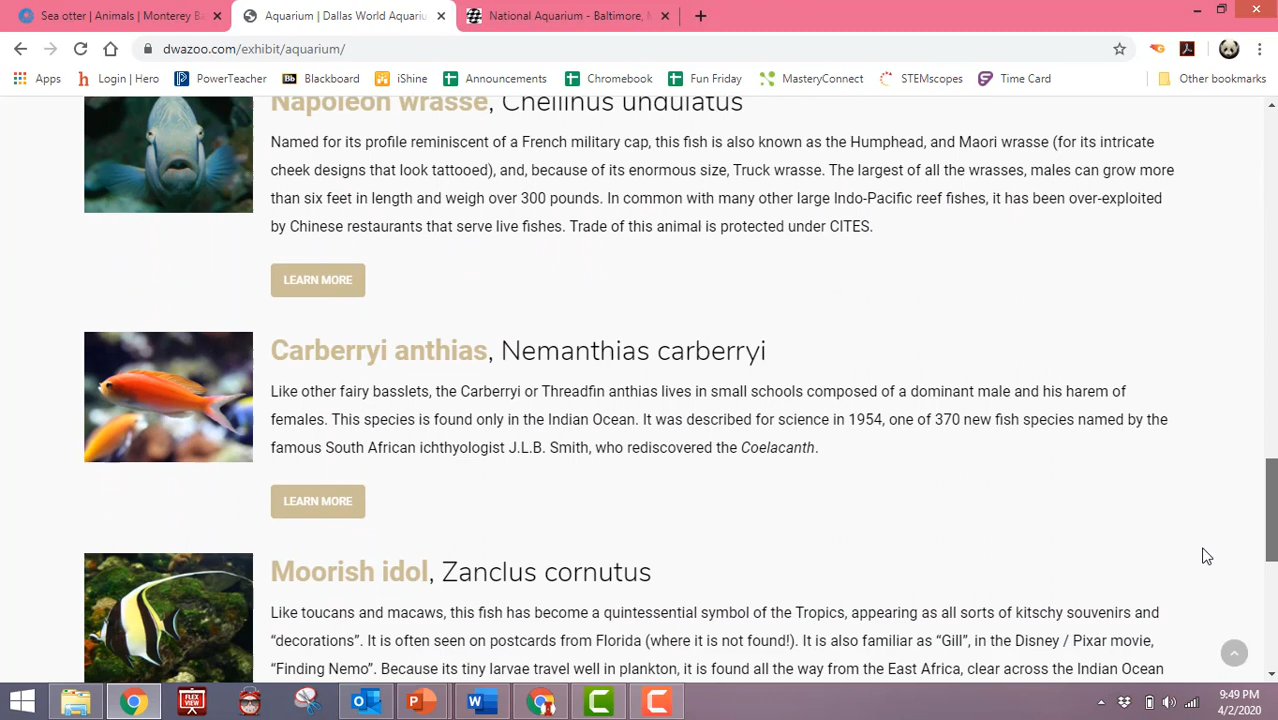 Sea otter | Animals | Monterey Ba
Aquarium | Dallas World Aquariu
National Aquarium - Baltimore, M
dwazoo.com/exhibit/aquarium/
Apps
Login | Hero
PowerTeacher
Blackboard
iShine
Announcements
Chromebook
Fun Friday
MasteryConnect
STEMscopes
Time Card
Other bookmarks
Napoleon wrasse, Cheilinus undulatus
Named for its profile reminiscent of a French military cap, this fish is also known as the Humphead, and Maori wrasse (for its intricate
cheek designs that look tattooed), and, because of its enormous size, Truck wrasse. The largest of all the wrasses, males can grow more
than six feet in length and weigh over 300 pounds. In common with many other large Indo-Pacific reef fishes, it has been over-exploited
by Chinese restaurants that serve live fishes. Trade of this animal is protected under CITES.
LEARN MORE
Carberryi anthias, Nemanthias carberryi
Like other fairy basslets, the Carberryi or Threadfin anthias lives in small schools composed of a dominant male and his harem of
females. This species is found only in the Indian Ocean. It was described for science in 1954, one of 370 new fish species named by the
famous South African ichthyologist J.L.B. Smith, who rediscovered the Coelacanth.
LEARN MORE
Moorish idol, Zanclus cornutus
Like toucans and macaws, this fish has become a quintessential symbol of the Tropics, appearing as all sorts of kitschy souvenirs and
“decorations”. It is often seen on postcards from Florida (where it is not found!). It is also familiar as “Gill”, in the Disney / Pixar movie,
“Finding Nemo”. Because its tiny larvae travel well in plankton, it is found all the way from the East Africa, clear across the Indian Ocean
FLEX VIEW
9:49 PM
4/2/2020